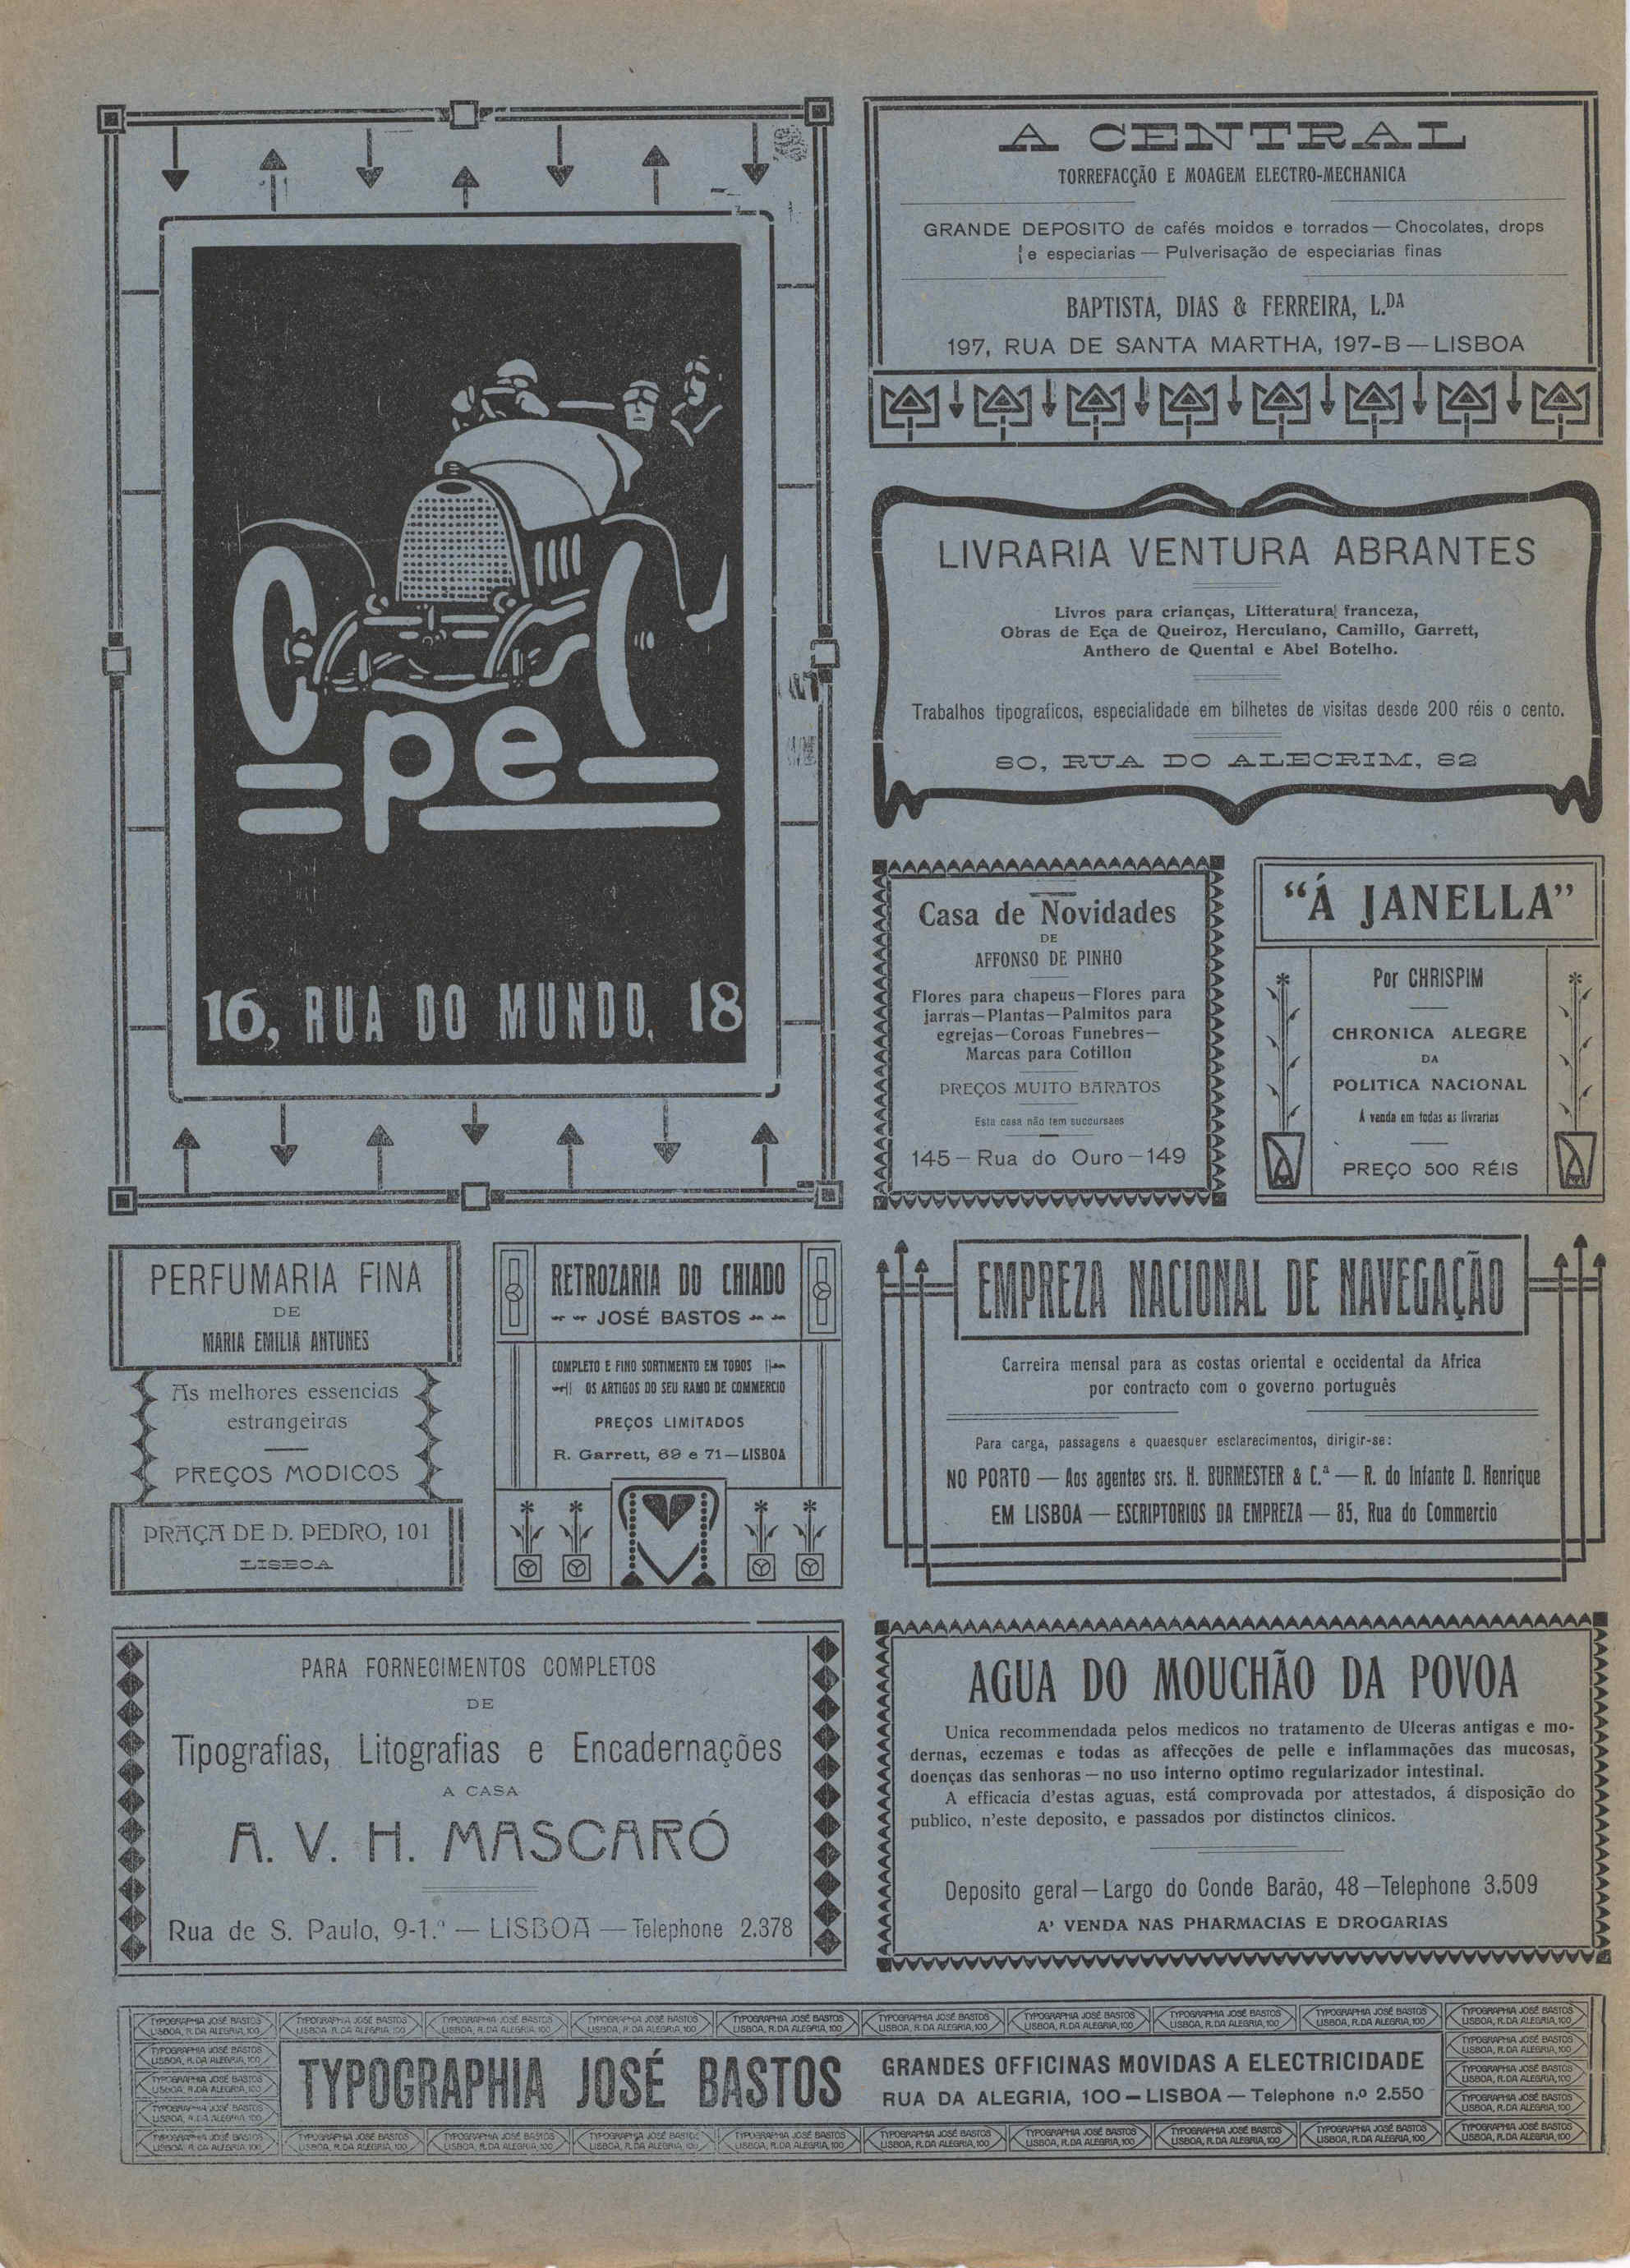 Opel
16, RUA DO MUNDO, 18
A CENTRAL
TORREFACÇÃO E MOAGEM ELECTRO-MECHANICA
GRANDE DEPOSITO de cafés moidos e torrados — Chocolates, drops
e especiarias — Pulverisação de especiarias finas
BAPTISTA, DIAS & FERREIRA, L.DA
197, RUA DE SANTA MARTHA, 197-B — LISBOA
LIVRARIA VENTURA ABRANTES
Livros para crianças, Litteratura franceza,
Obras de Eça de Queiroz, Herculano, Camillo, Garrett,
Anthero de Quental e Abel Botelho.
Trabalhos tipograficos, especialidade em bilhetes de visitas desde 200 réis o cento.
80, RUA DO ALECRIM, 82
Casa de Novidades
DE
AFFONSO DE PINHO
Flores para chapeus—Flores para
jarras—Plantas—Palmitos para
egrejas—Coroas Funebres—
Marcas para Cotillon
PREÇOS MUITO BARATOS
Esta casa não tem succursaes
145 — Rua do Ouro — 149
"Á JANELLA"
Por CHRISPIM
CHRONICA ALEGRE
DA
POLITICA NACIONAL
Á venda em todas as livrarias
PREÇO 500 RÉIS
PERFUMARIA FINA
DE
MARIA EMILIA ANTUNES
As melhores essencias
estrangeiras
PREÇOS MODICOS
PRAÇA DE D. PEDRO, 101
LISBOA
RETROZARIA DO CHIADO
JOSÉ BASTOS
COMPLETO E FINO SORTIMENTO EM TODOS
OS ARTIGOS DO SEU RAMO DE COMMERCIO
PREÇOS LIMITADOS
R. Garrett, 69 e 71—LISBOA
EMPREZA NACIONAL DE NAVEGAÇÃO
Carreira mensal para as costas oriental e occidental da Africa
por contracto com o governo português
Para carga, passagens e quaesquer esclarecimentos, dirigir-se:
NO PORTO — Aos agentes srs. H. BURMESTER & C.ª — R. do Infante D. Henrique
EM LISBOA — ESCRIPTORIOS DA EMPREZA — 85, Rua do Commercio
PARA FORNECIMENTOS COMPLETOS
DE
Tipografias, Litografias e Encadernações
A CASA
A. V. H. MASCARÓ
Rua de S. Paulo, 9-1.º — LISBOA — Telephone 2.378
AGUA DO MOUCHÃO DA POVOA
Unica recommendada pelos medicos no tratamento de Ulceras antigas e mo-
dernas, eczemas e todas as affecções de pelle e inflammações das mucosas,
doenças das senhoras — no uso interno optimo regularizador intestinal.
A efficacia d'estas aguas, está comprovada por attestados, á disposição do
publico, n'este deposito, e passados por distinctos clinicos.
Deposito geral — Largo do Conde Barão, 48 — Telephone 3.509
A' VENDA NAS PHARMACIAS E DROGARIAS
TYPOGRAPHIA JOSÉ BASTOS
GRANDES OFFICINAS MOVIDAS A ELECTRICIDADE
RUA DA ALEGRIA, 100 — LISBOA — Telephone n.º 2.550
TYPOGRAPHIA JOSÉ BASTOS
LISBOA, R. DA ALEGRIA, 100